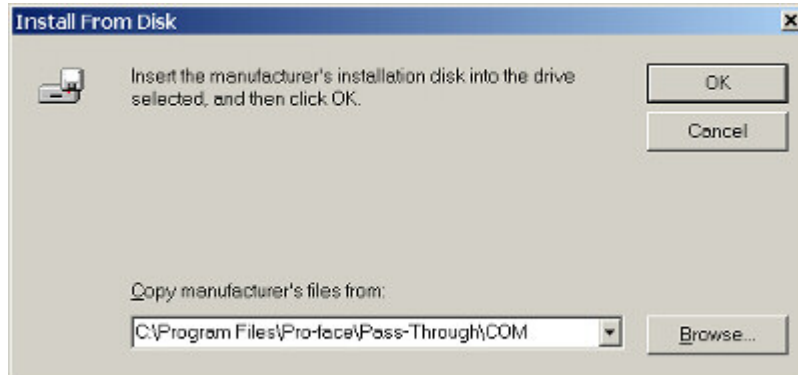 Install From Disk
Insert the manufacturer's installation disk into the drive
selected, and then click OK.
OK
Cancel
Copy manufacturer's files from:
C:\Program Files\Pro-face\Pass-Through\COM
Browse...